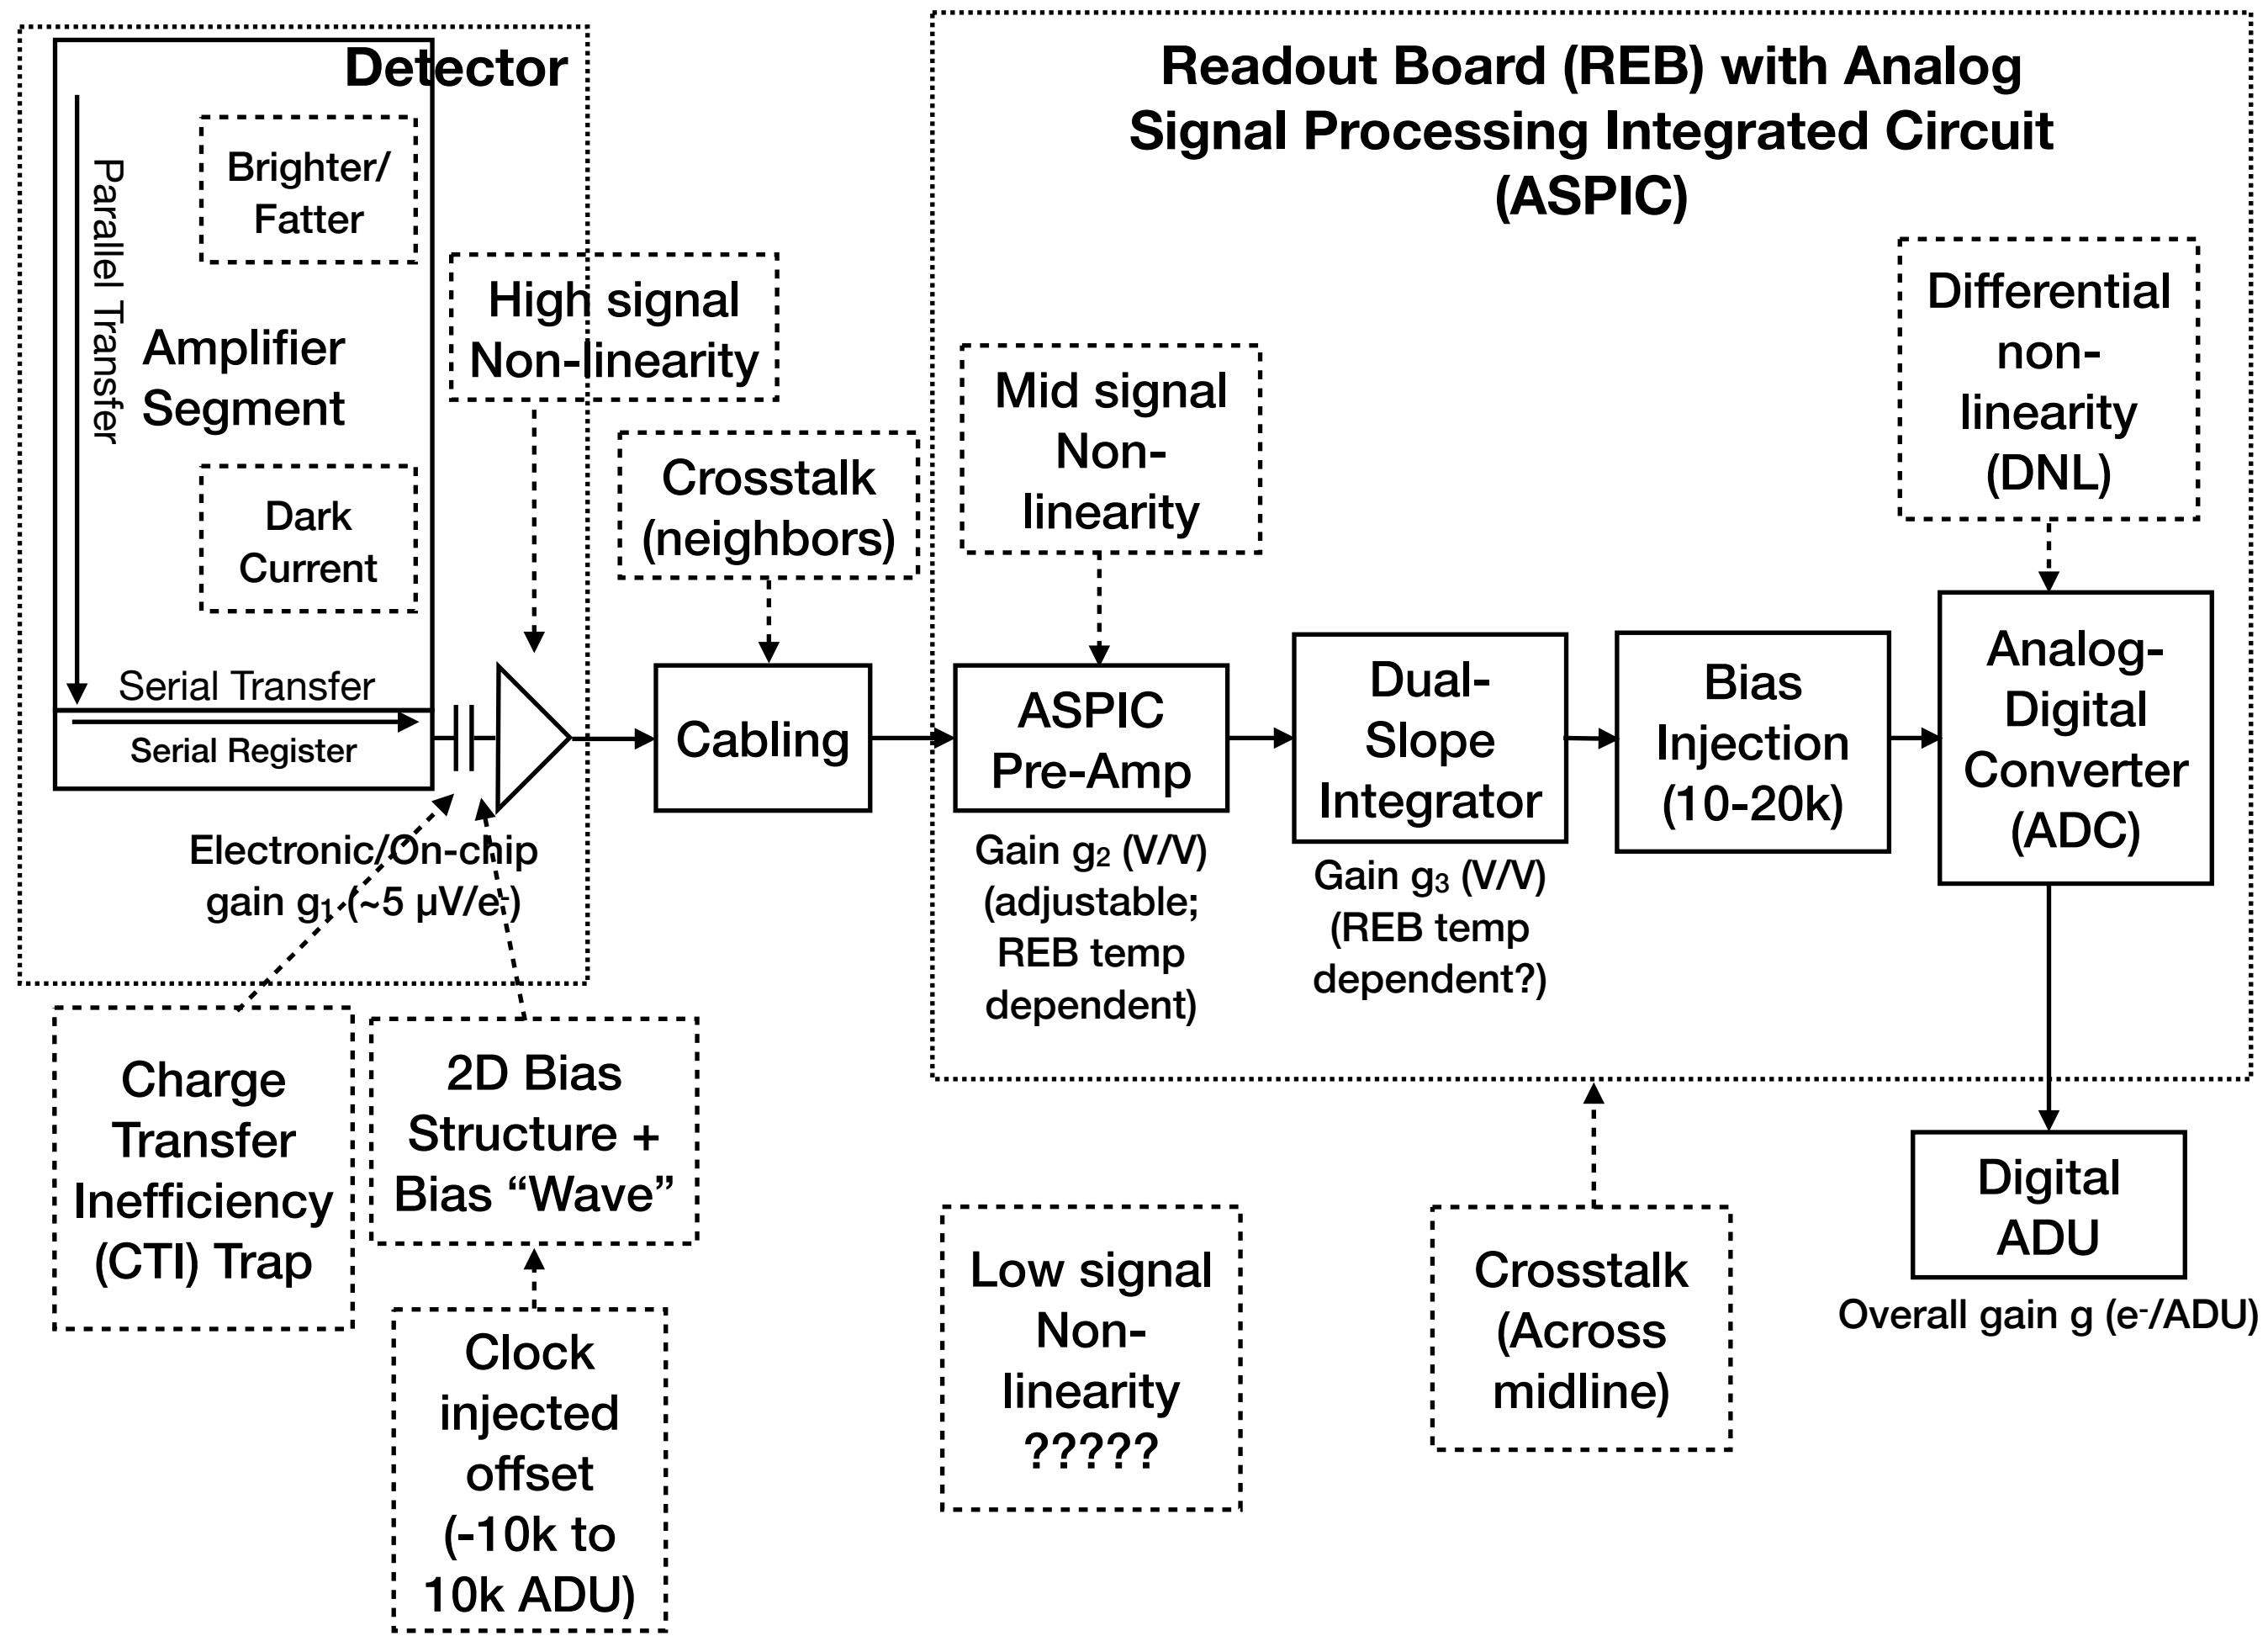 Detector
Parallel Transfer
Brighter/
Fatter
Amplifier
Segment
Dark
Current
Serial Transfer
Serial Register
Electronic/On-chip
gain g₁ (~5 µV/e⁻)
High signal
Non-linearity
Crosstalk
(neighbors)
Cabling
Charge
Transfer
Inefficiency
(CTI) Trap
2D Bias
Structure +
Bias “Wave”
Clock
injected
offset
(-10k to
10k ADU)
Readout Board (REB) with Analog
Signal Processing Integrated Circuit
(ASPIC)
Mid signal
Non-
linearity
ASPIC
Pre-Amp
Gain g₂ (V/V)
(adjustable;
REB temp
dependent)
Dual-
Slope
Integrator
Gain g₃ (V/V)
(REB temp
dependent?)
Bias
Injection
(10-20k)
Differential
non-
linearity
(DNL)
Analog-
Digital
Converter
(ADC)
Low signal
Non-
linearity
?????
Crosstalk
(Across
midline)
Digital
ADU
Overall gain g (e⁻/ADU)